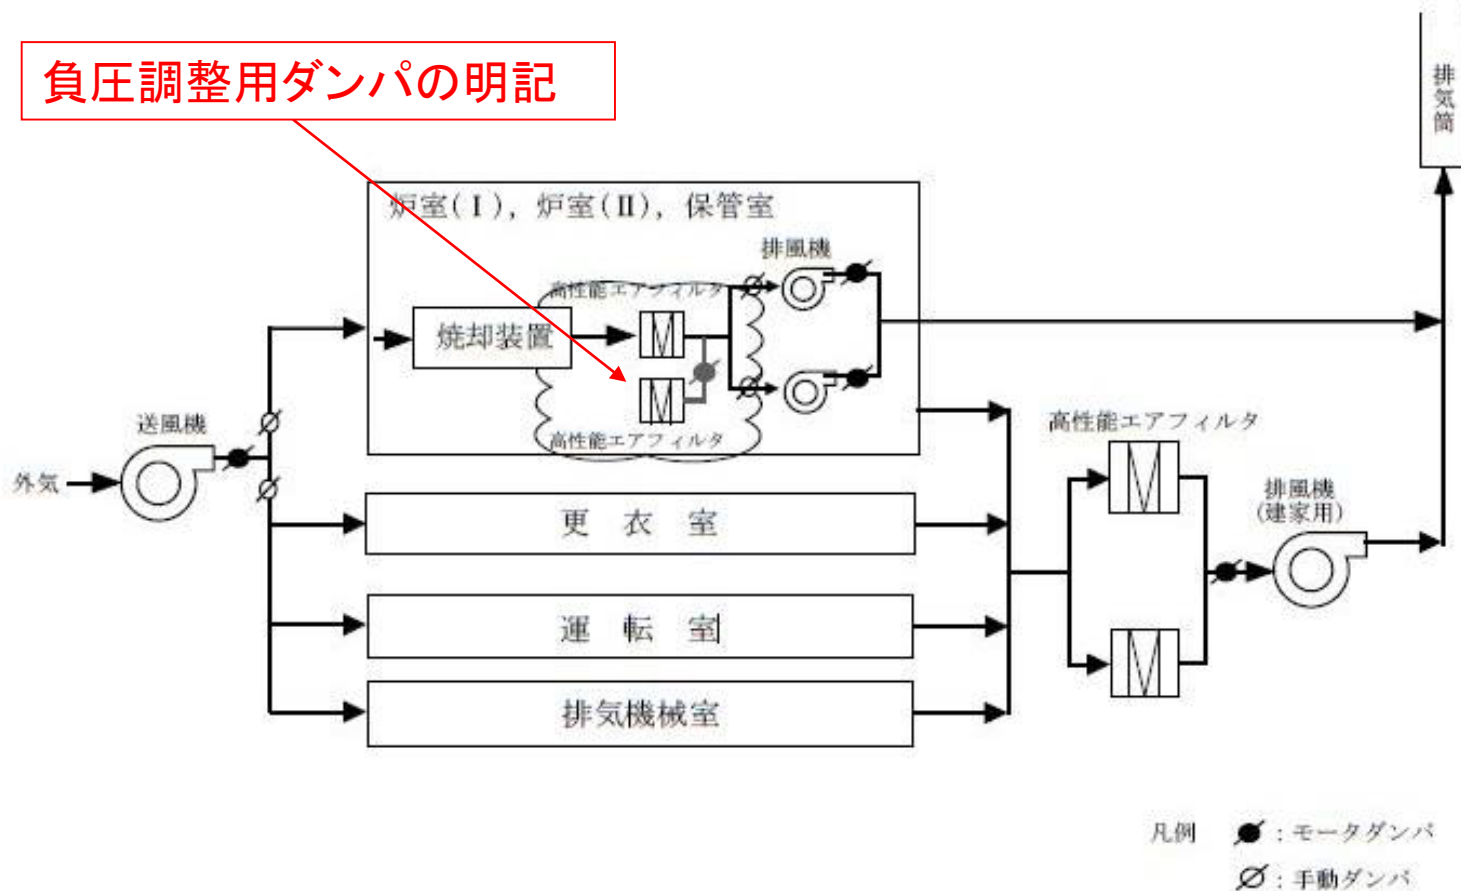 負圧調整用ダンパの明記
排気筒
炉室(Ⅰ), 炉室(Ⅱ), 保管室
排風機
高性能エアフィルタ
焼却装置
高性能エアフィルタ
送風機
外気
高性能エアフィルタ
排風機
(建家用)
更 衣 室
運 転 室
排気機械室
凡例 : モータダンパ
: 手動ダンパ